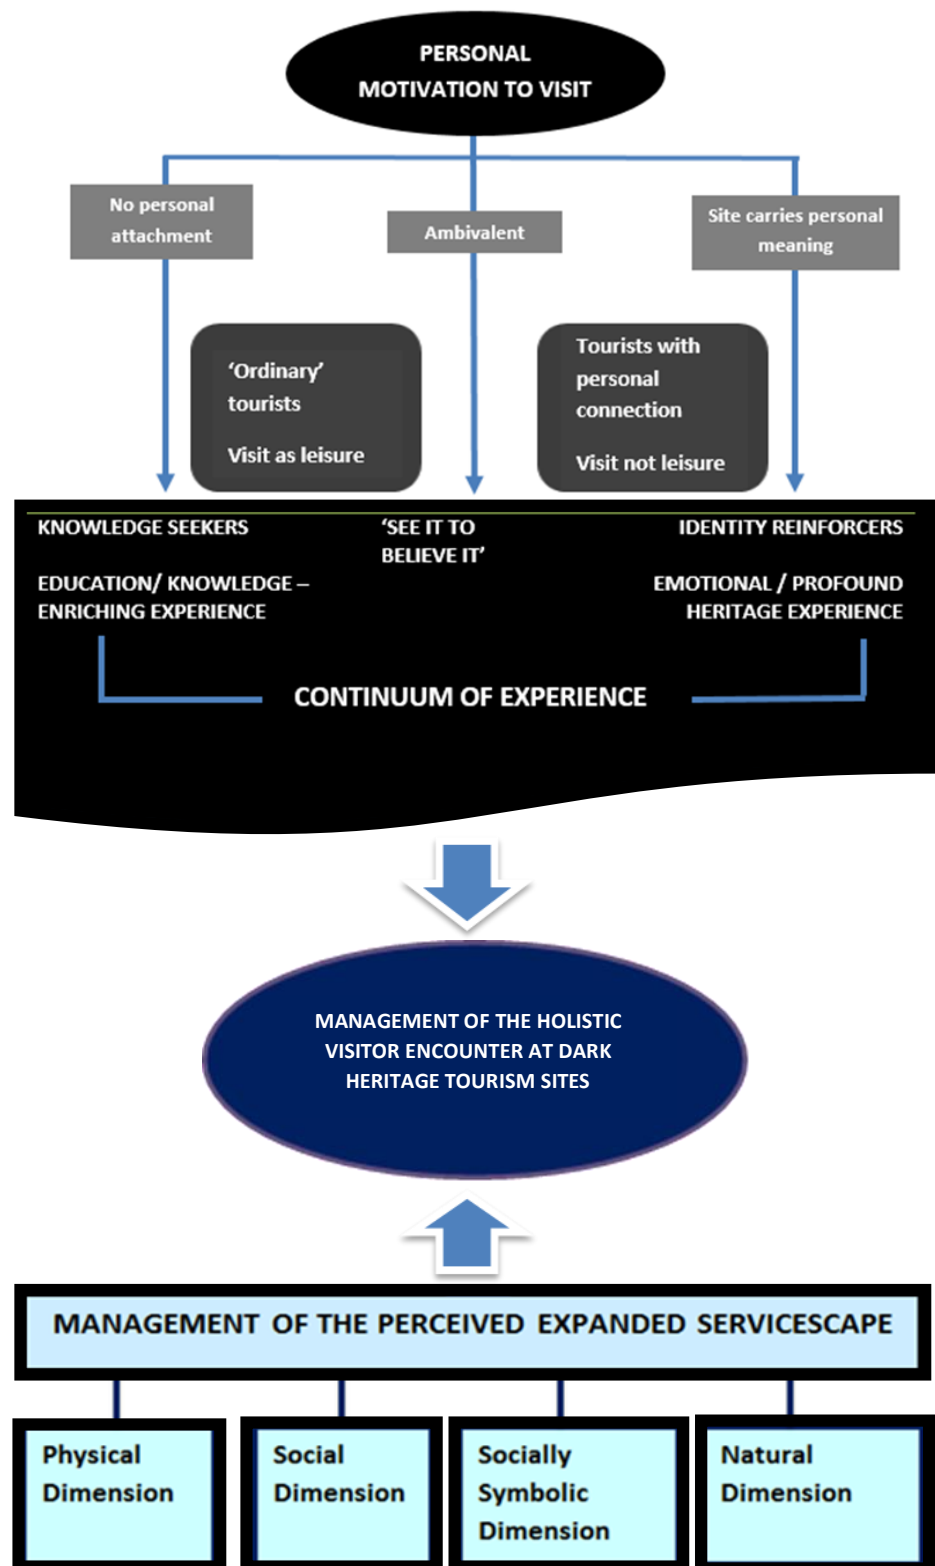 PERSONAL
MOTIVATION TO VISIT
No personal
attachment
Ambivalent
Site carries personal
meaning
‘Ordinary’
tourists
Visit as leisure
Tourists with
personal
connection
Visit not leisure
KNOWLEDGE SEEKERS
EDUCATION/ KNOWLEDGE –
ENRICHING EXPERIENCE
‘SEE IT TO
BELIEVE IT’
IDENTITY REINFORCERS
EMOTIONAL / PROFOUND
HERITAGE EXPERIENCE
CONTINUUM OF EXPERIENCE
MANAGEMENT OF THE HOLISTIC
VISITOR ENCOUNTER AT DARK
HERITAGE TOURISM SITES
MANAGEMENT OF THE PERCEIVED EXPANDED SERVICESCAPE
Physical
Dimension
Social
Dimension
Socially
Symbolic
Dimension
Natural
Dimension